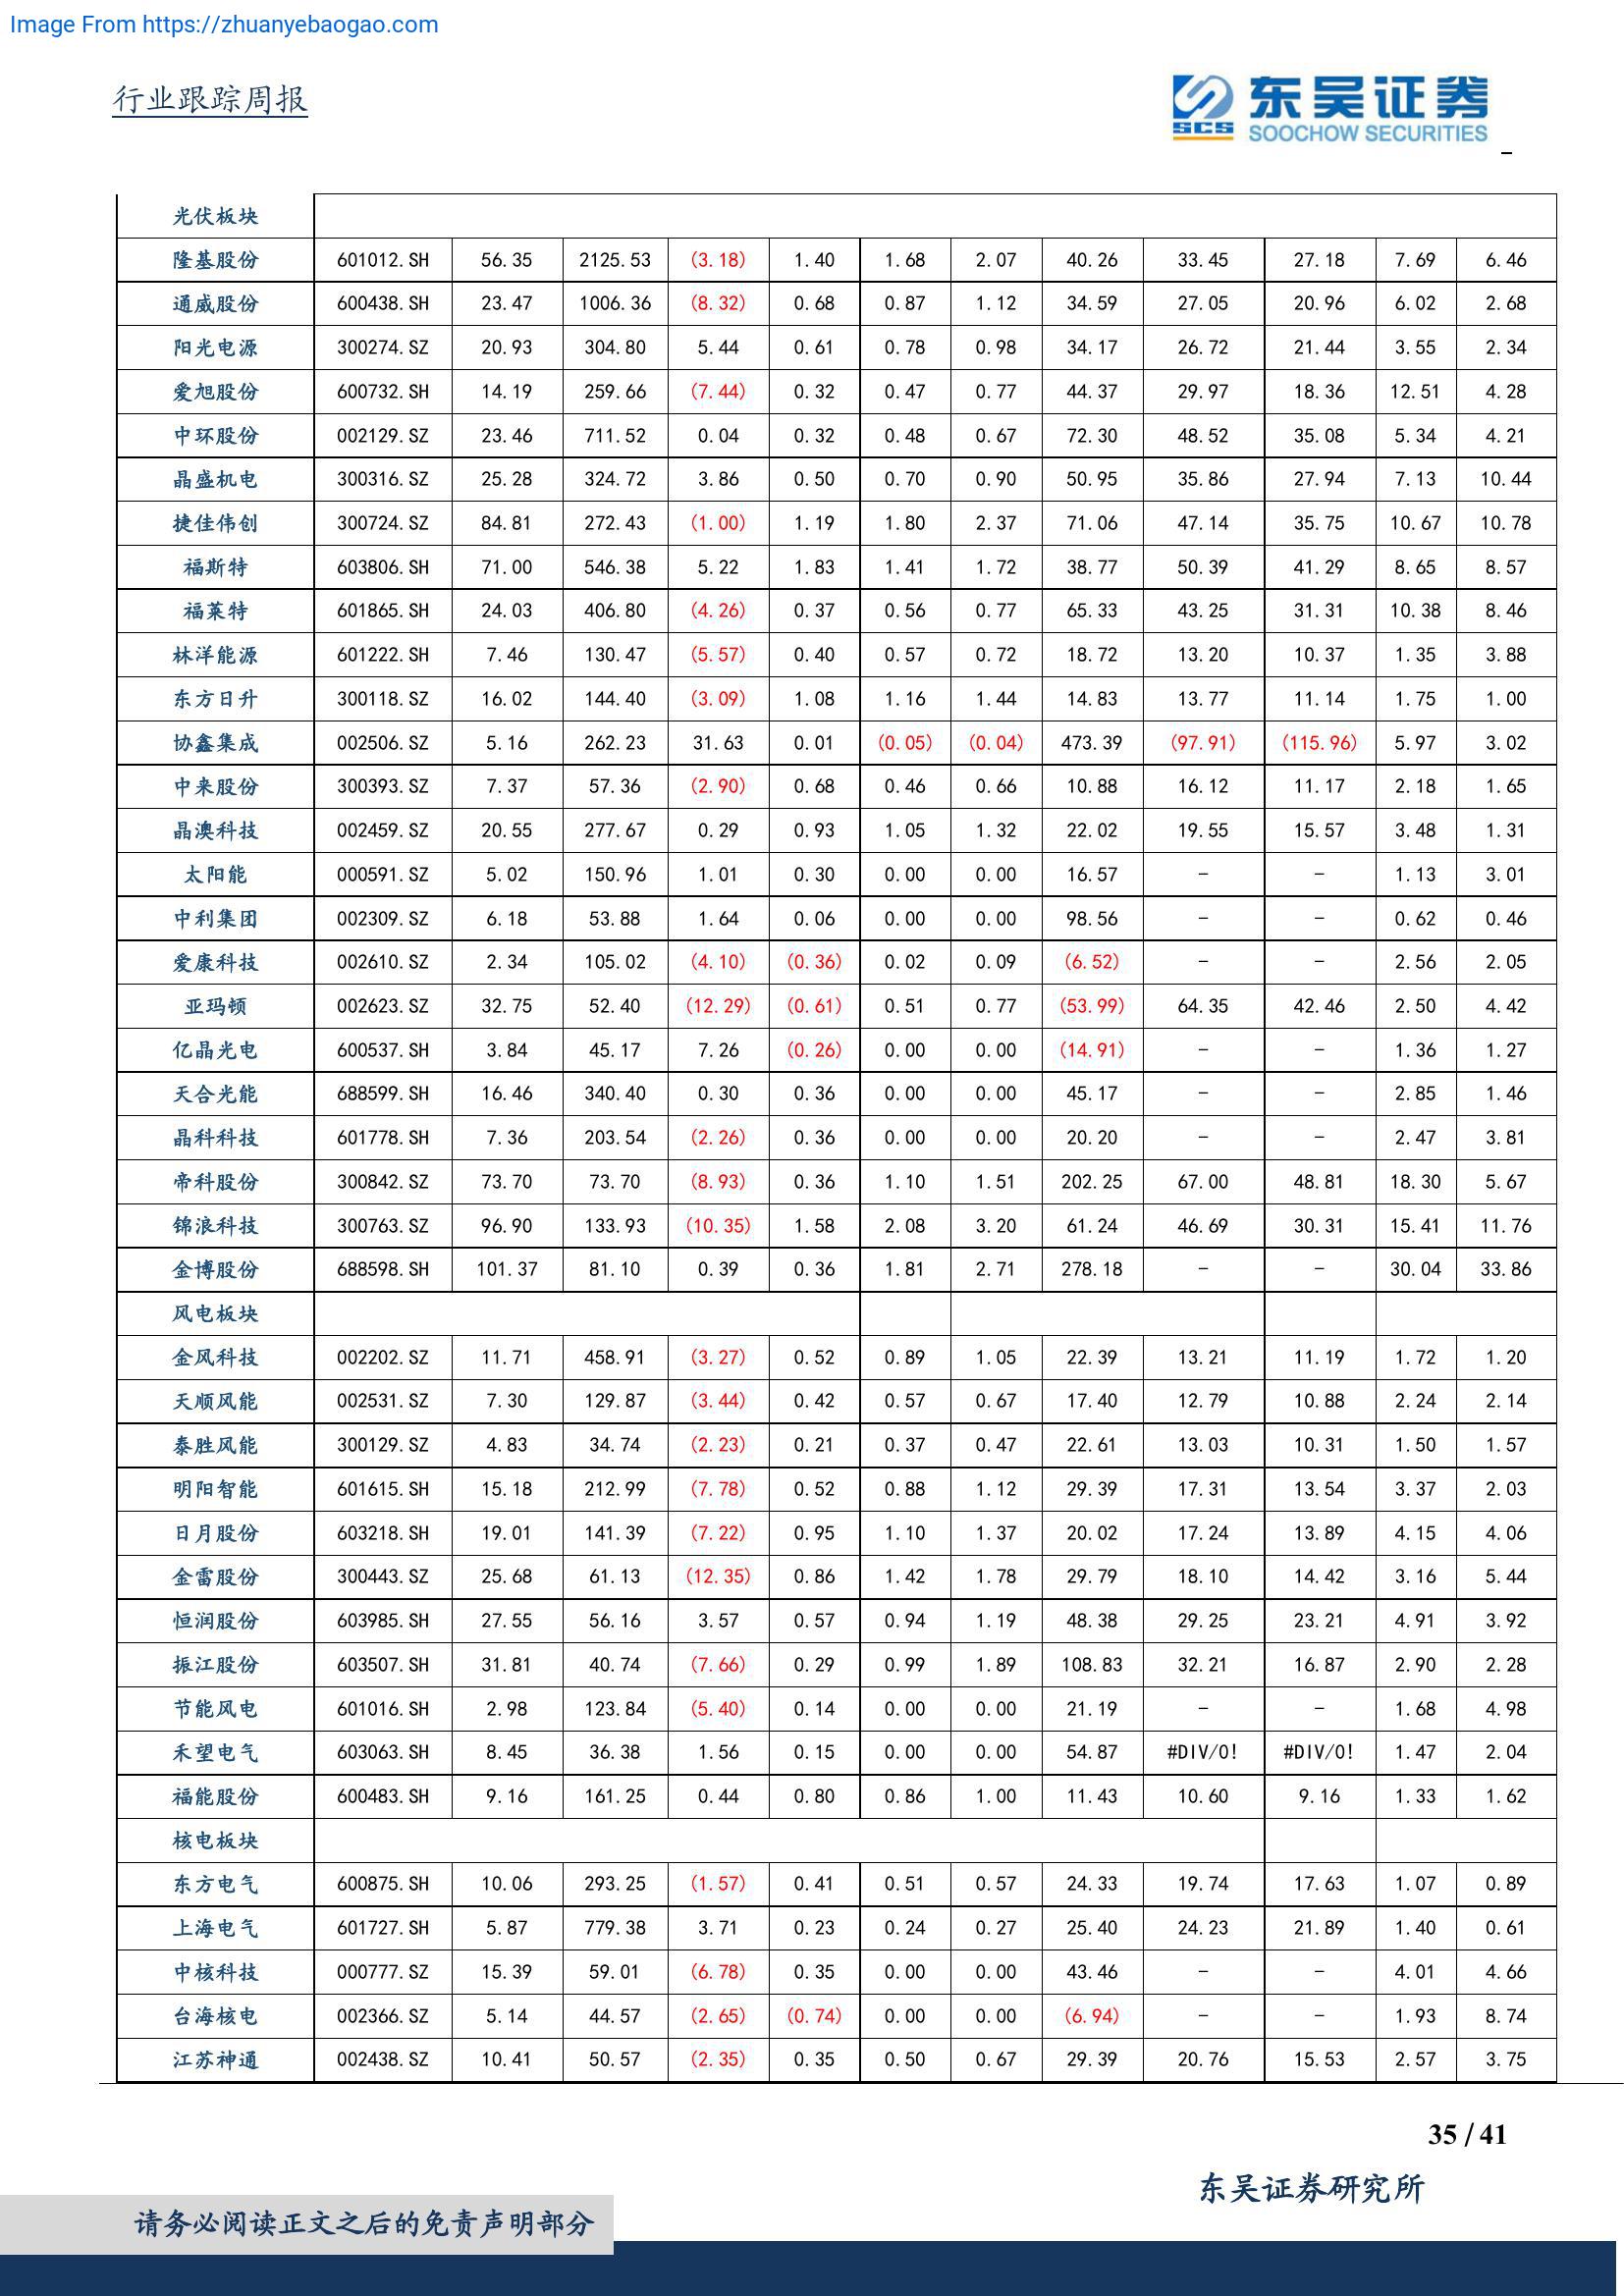 Image From https://zhuanyebaogao.com
行业跟踪周报
SCS 东吴证券
SOOCHOW SECURITIES
光伏板块
隆基股份 601012.SH 56.35 2125.53 (3.18) 1.40 1.68 2.07 40.26 33.45 27.18 7.69 6.46
通威股份 600438.SH 23.47 1006.36 (8.32) 0.68 0.87 1.12 34.59 27.05 20.96 6.02 2.68
阳光电源 300274.SZ 20.93 304.80 5.44 0.61 0.78 0.98 34.17 26.72 21.44 3.55 2.34
爱旭股份 600732.SH 14.19 259.66 (7.44) 0.32 0.47 0.77 44.37 29.97 18.36 12.51 4.28
中环股份 002129.SZ 23.46 711.52 0.04 0.32 0.48 0.67 72.30 48.52 35.08 5.34 4.21
晶盛机电 300316.SZ 25.28 324.72 3.86 0.50 0.70 0.90 50.95 35.86 27.94 7.13 10.44
捷佳伟创 300724.SZ 84.81 272.43 (1.00) 1.19 1.80 2.37 71.06 47.14 35.75 10.67 10.78
福斯特 603806.SH 71.00 546.38 5.22 1.83 1.41 1.72 38.77 50.39 41.29 8.65 8.57
福莱特 601865.SH 24.03 406.80 (4.26) 0.37 0.56 0.77 65.33 43.25 31.31 10.38 8.46
林洋能源 601222.SH 7.46 130.47 (5.57) 0.40 0.57 0.72 18.72 13.20 10.37 1.35 3.88
东方日升 300118.SZ 16.02 144.40 (3.09) 1.08 1.16 1.44 14.83 13.77 11.14 1.75 1.00
协鑫集成 002506.SZ 5.16 262.23 31.63 0.01 (0.05) (0.04) 473.39 (97.91) (115.96) 5.97 3.02
中来股份 300393.SZ 7.37 57.36 (2.90) 0.68 0.46 0.66 10.88 16.12 11.17 2.18 1.65
晶澳科技 002459.SZ 20.55 277.67 0.29 0.93 1.05 1.32 22.02 19.55 15.57 3.48 1.31
太阳能 000591.SZ 5.02 150.96 1.01 0.30 0.00 0.00 16.57 - - 1.13 3.01
中利集团 002309.SZ 6.18 53.88 1.64 0.06 0.00 0.00 98.56 - - 0.62 0.46
爱康科技 002610.SZ 2.34 105.02 (4.10) (0.36) 0.02 0.09 (6.52) - - 2.56 2.05
亚玛顿 002623.SZ 32.75 52.40 (12.29) (0.61) 0.51 0.77 (53.99) 64.35 42.46 2.50 4.42
亿晶光电 600537.SH 3.84 45.17 7.26 (0.26) 0.00 0.00 (14.91) - - 1.36 1.27
天合光能 688599.SH 16.46 340.40 0.30 0.36 0.00 0.00 45.17 - - 2.85 1.46
晶科科技 601778.SH 7.36 203.54 (2.26) 0.36 0.00 0.00 20.20 - - 2.47 3.81
帝科股份 300842.SZ 73.70 73.70 (8.93) 0.36 1.10 1.51 202.25 67.00 48.81 18.30 5.67
锦浪科技 300763.SZ 96.90 133.93 (10.35) 1.58 2.08 3.20 61.24 46.69 30.31 15.41 11.76
金博股份 688598.SH 101.37 81.10 0.39 0.36 1.81 2.71 278.18 - - 30.04 33.86
风电板块
金风科技 002202.SZ 11.71 458.91 (3.27) 0.52 0.89 1.05 22.39 13.21 11.19 1.72 1.20
天顺风能 002531.SZ 7.30 129.87 (3.44) 0.42 0.57 0.67 17.40 12.79 10.88 2.24 2.14
泰胜风能 300129.SZ 4.83 34.74 (2.23) 0.21 0.37 0.47 22.61 13.03 10.31 1.50 1.57
明阳智能 601615.SH 15.18 212.99 (7.78) 0.52 0.88 1.12 29.39 17.31 13.54 3.37 2.03
日月股份 603218.SH 19.01 141.39 (7.22) 0.95 1.10 1.37 20.02 17.24 13.89 4.15 4.06
金雷股份 300443.SZ 25.68 61.13 (12.35) 0.86 1.42 1.78 29.79 18.10 14.42 3.16 5.44
恒润股份 603985.SH 27.55 56.16 3.57 0.57 0.94 1.19 48.38 29.25 23.21 4.91 3.92
振江股份 603507.SH 31.81 40.74 (7.66) 0.29 0.99 1.89 108.83 32.21 16.87 2.90 2.28
节能风电 601016.SH 2.98 123.84 (5.40) 0.14 0.00 0.00 21.19 - - 1.68 4.98
禾望电气 603063.SH 8.45 36.38 1.56 0.15 0.00 0.00 54.87 #DIV/0! #DIV/0! 1.47 2.04
福能股份 600483.SH 9.16 161.25 0.44 0.80 0.86 1.00 11.43 10.60 9.16 1.33 1.62
核电板块
东方电气 600875.SH 10.06 293.25 (1.57) 0.41 0.51 0.57 24.33 19.74 17.63 1.07 0.89
上海电气 601727.SH 5.87 779.38 3.71 0.23 0.24 0.27 25.40 24.23 21.89 1.40 0.61
中核科技 000777.SZ 15.39 59.01 (6.78) 0.35 0.00 0.00 43.46 - - 4.01 4.66
台海核电 002366.SZ 5.14 44.57 (2.65) (0.74) 0.00 0.00 (6.94) - - 1.93 8.74
江苏神通 002438.SZ 10.41 50.57 (2.35) 0.35 0.50 0.67 29.39 20.76 15.53 2.57 3.75
35 / 41
东吴证券研究所
请务必阅读正文之后的免责声明部分